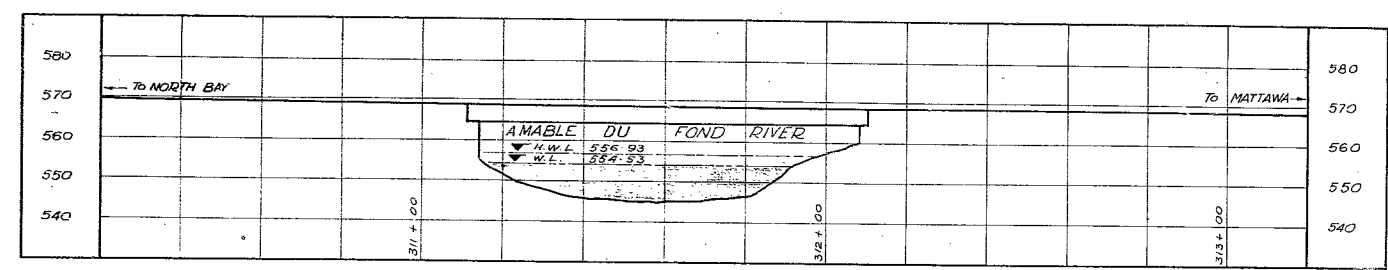 580
570
560
550
540
← TO NORTH BAY
TO MATTAWA →
AMABLE DU FOND RIVER
▼ H.W.L. 556.93
▼ W.L. 554.53
311 + 00
312 + 00
313 + 00
580
570
560
550
540